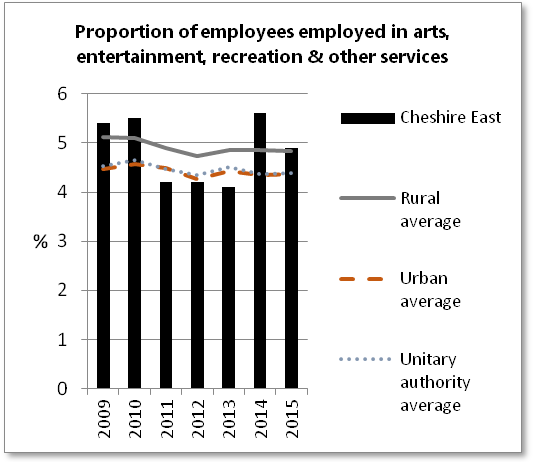 Proportion of employees employed in arts,
entertainment, recreation & other services
6
5
4
3
2
1
0
%
2009
2010
2011
2012
2013
2014
2015
Cheshire East
Rural
average
Urban
average
Unitary
authority
average